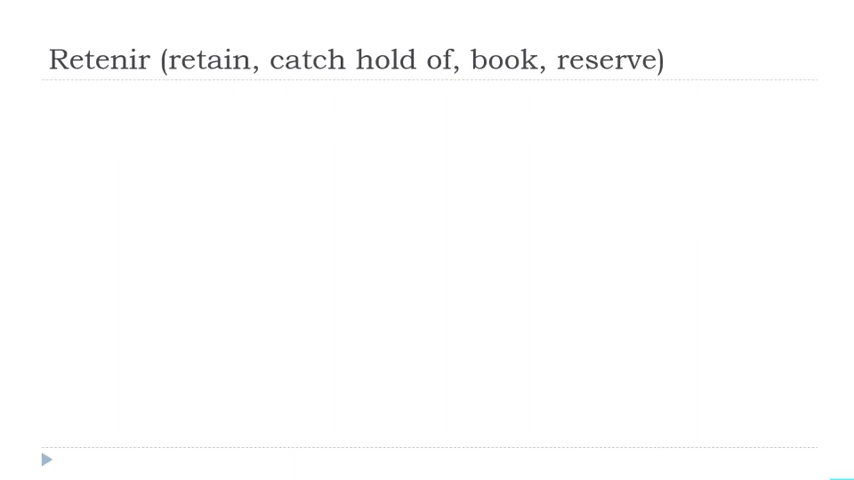 Retenir (retain, catch hold of, book, reserve)